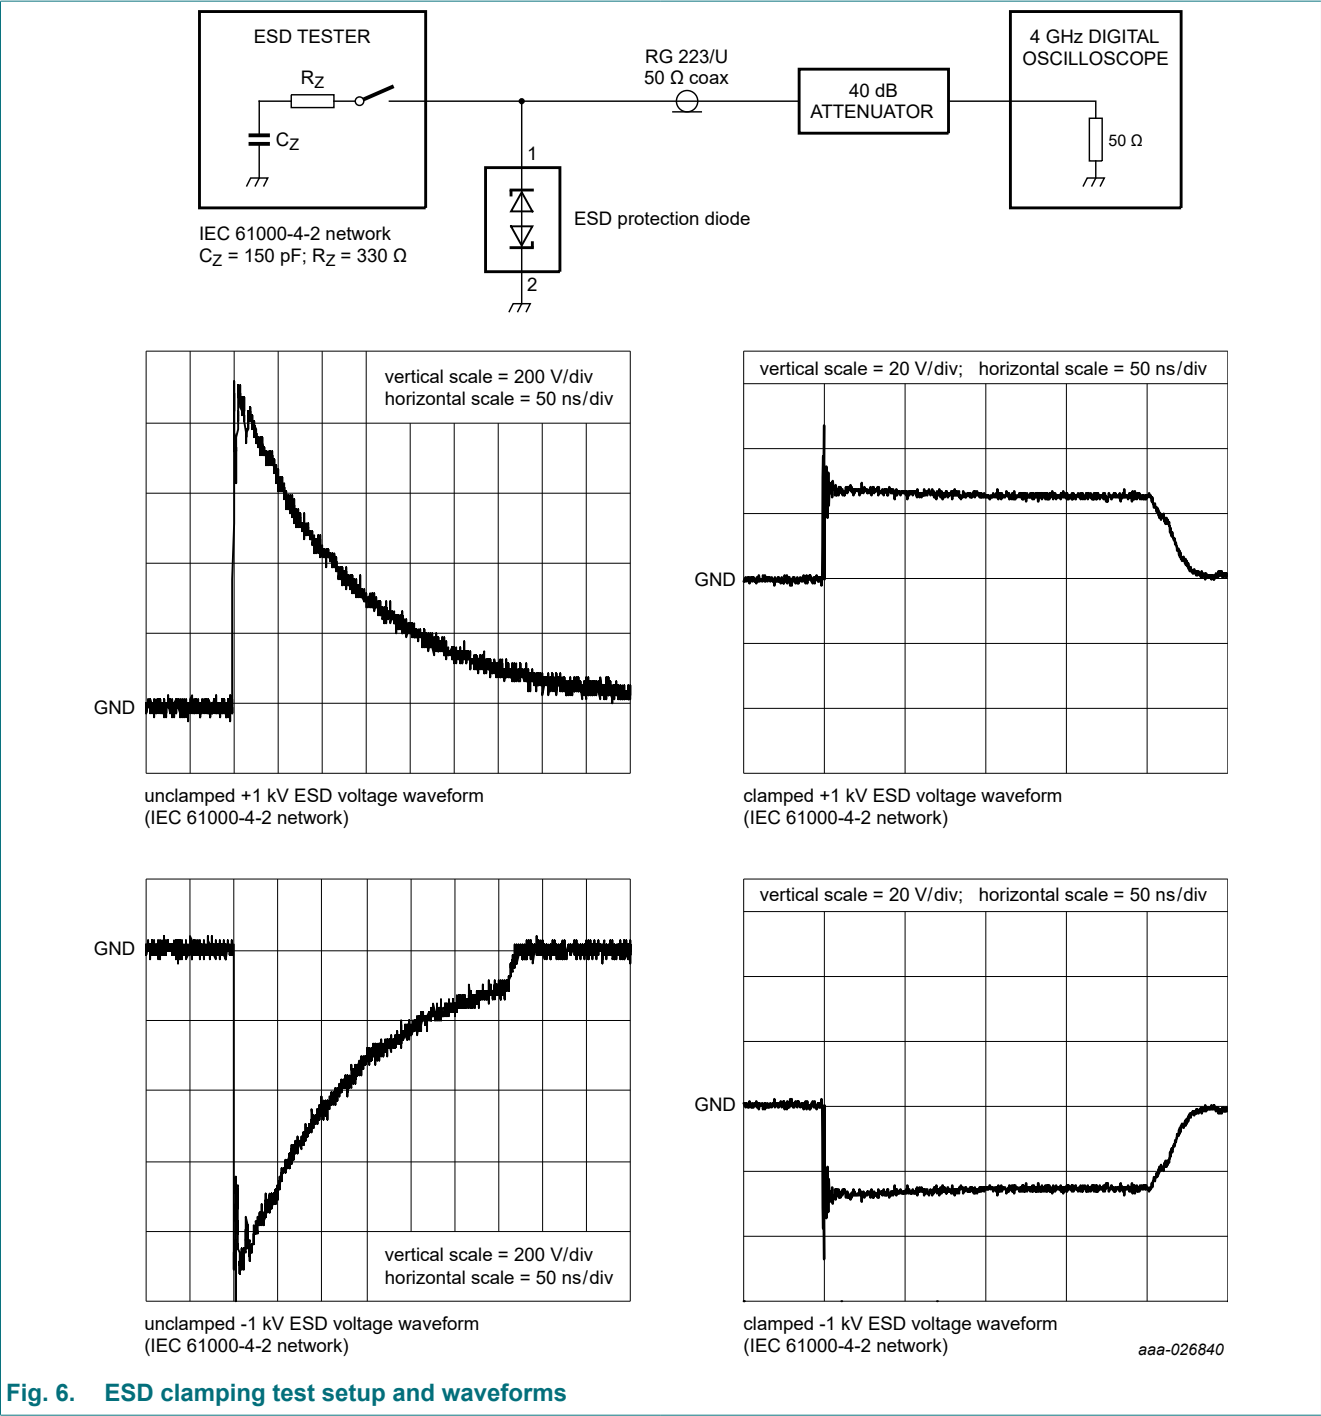 ESD TESTER
RZ
CZ
IEC 61000-4-2 network
CZ = 150 pF; RZ = 330 Ω
1
2
ESD protection diode
RG 223/U
50 Ω coax
40 dB
ATTENUATOR
4 GHz DIGITAL
OSCILLOSCOPE
50 Ω
vertical scale = 200 V/div
horizontal scale = 50 ns/div
GND
unclamped +1 kV ESD voltage waveform
(IEC 61000-4-2 network)
vertical scale = 20 V/div; horizontal scale = 50 ns/div
GND
clamped +1 kV ESD voltage waveform
(IEC 61000-4-2 network)
GND
vertical scale = 200 V/div
horizontal scale = 50 ns/div
unclamped -1 kV ESD voltage waveform
(IEC 61000-4-2 network)
vertical scale = 20 V/div; horizontal scale = 50 ns/div
GND
clamped -1 kV ESD voltage waveform
(IEC 61000-4-2 network)
aaa-026840
Fig. 6. ESD clamping test setup and waveforms